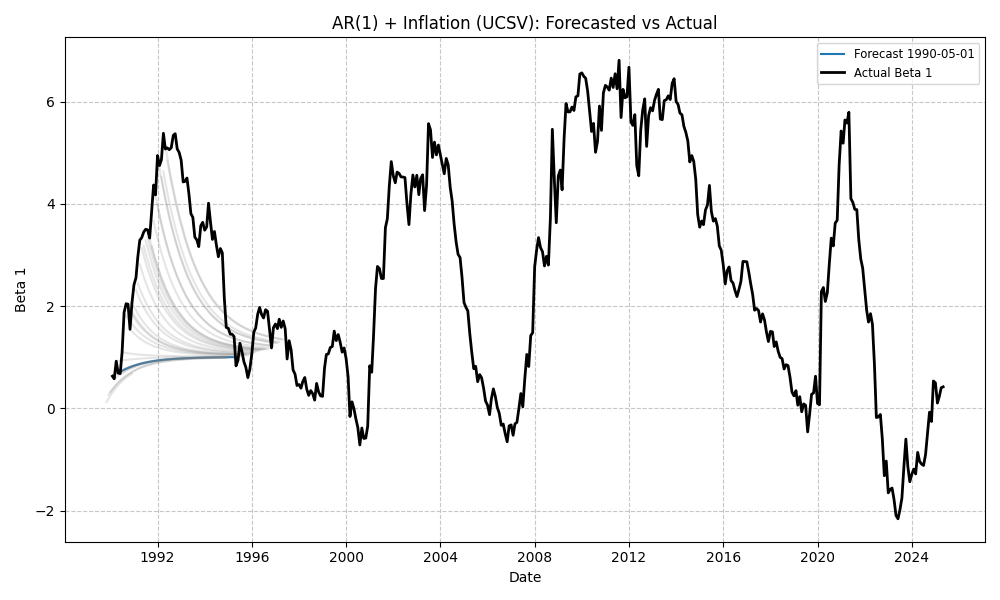 AR(1) + Inflation (UCSV): Forecasted vs Actual
Forecast 1990-05-01
Actual Beta 1
Beta 1
6
4
2
0
−2
1992 1996 2000 2004 2008 2012 2016 2020 2024
Date